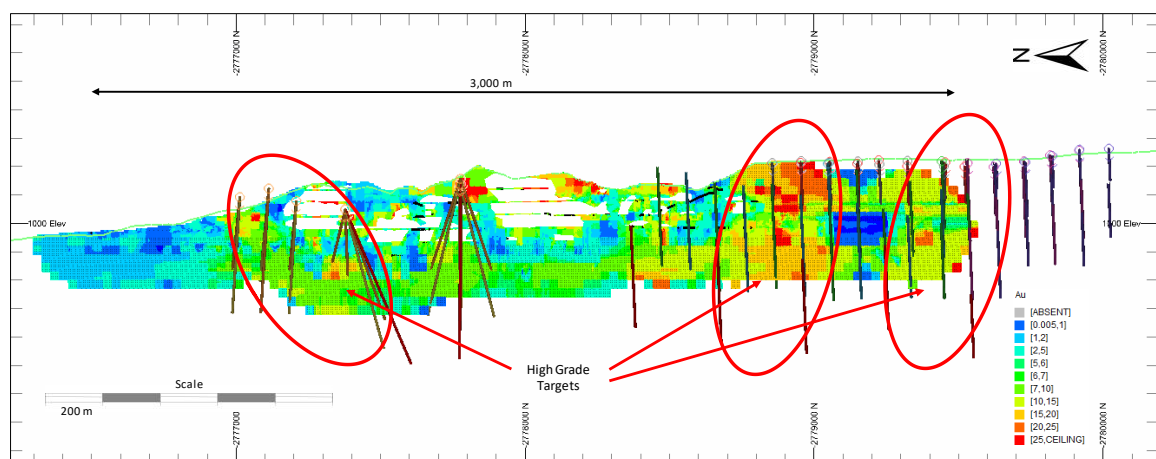 -2777000 N
-2778000 N
-2779000 N
-2780000 N
N
3,000 m
1000 Elev
1000 Elev
Au
[ABSENT]
[0.005,1]
[1,2]
[2,5]
[5,6]
[6,7]
[7,10]
[10,15]
[15,20]
[20,25]
[25,CEILING]
High Grade
Targets
Scale
200 m
-2777000 N
-2778000 N
-2779000 N
-2780000 N